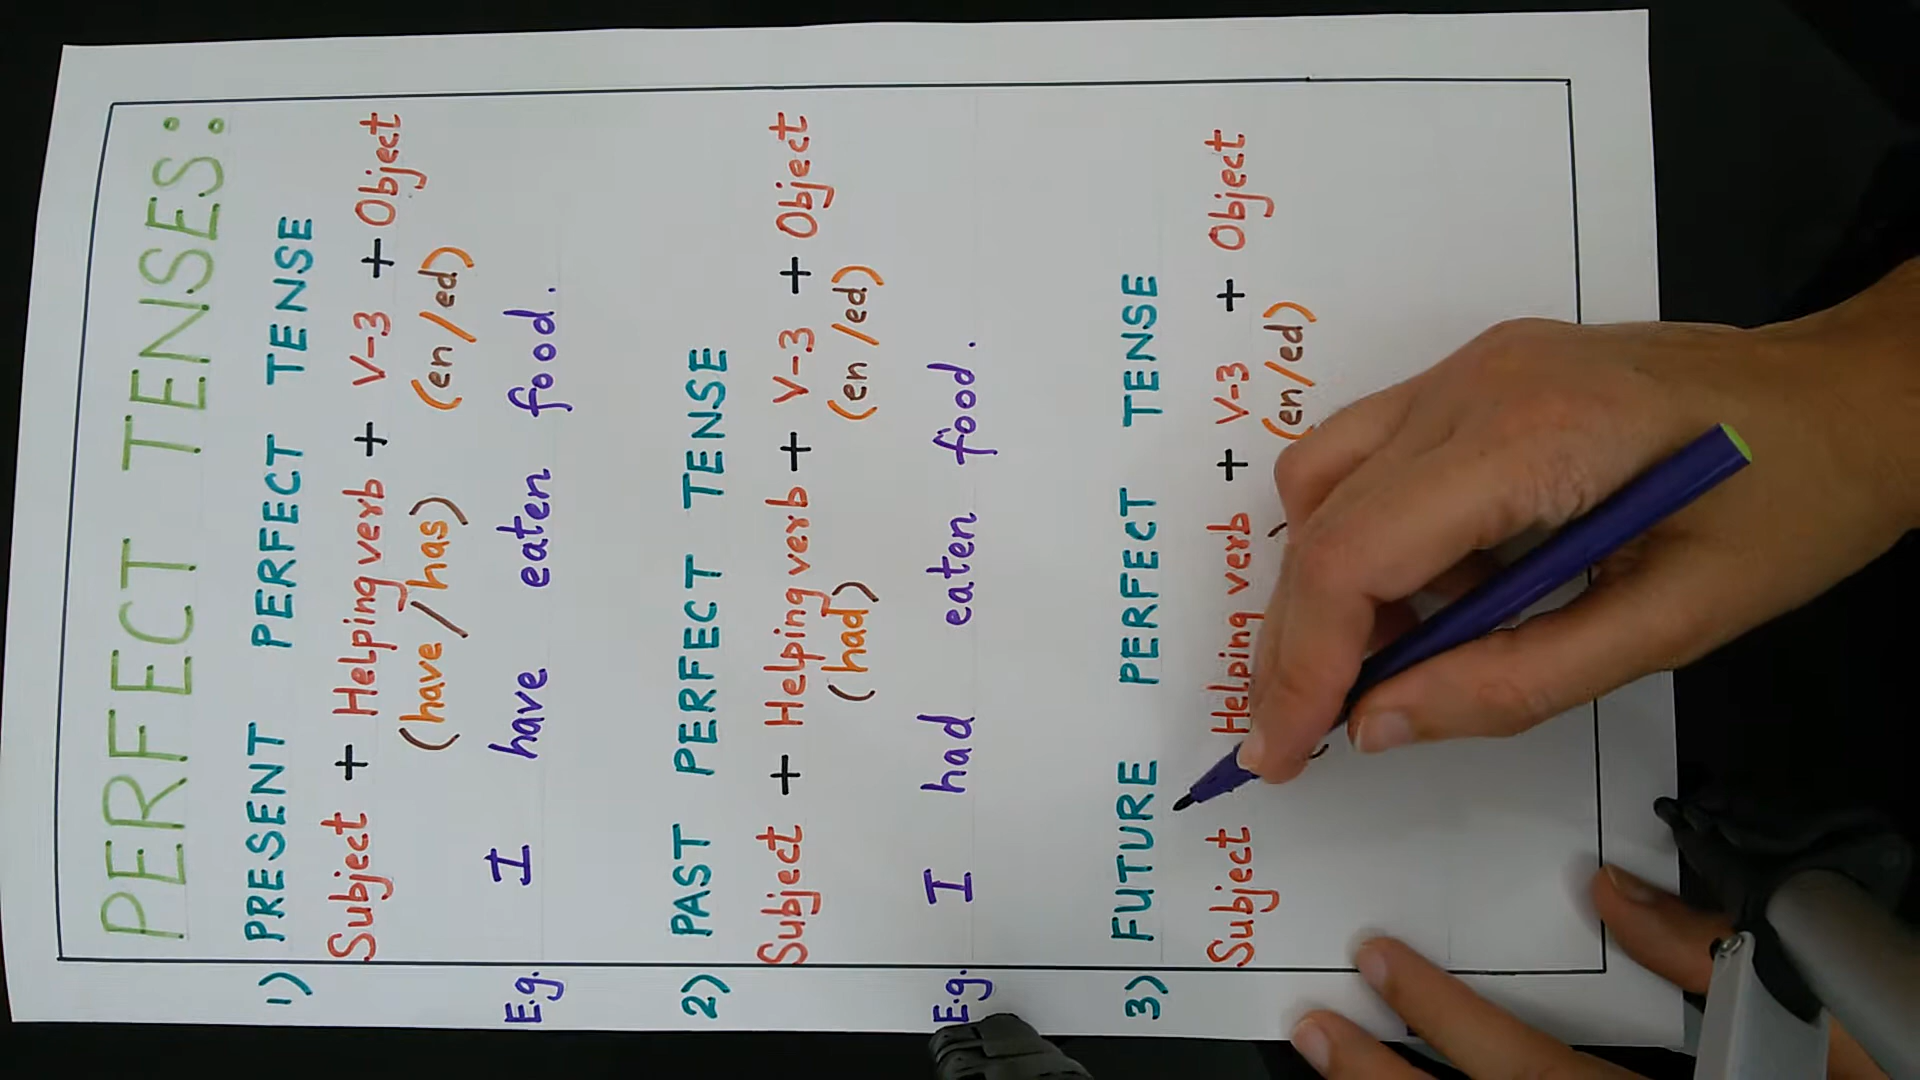 PERFECT TENSES:
1) PRESENT PERFECT TENSE
Subject + Helping verb + V-3 + Object
(have/has) (en/ed)
E.g. I have eaten food.
2) PAST PERFECT TENSE
Subject + Helping verb + V-3 + Object
(had) (en/ed)
E.g. I had eaten food.
3) FUTURE PERFECT TENSE
Subject Helping verb + V-3 + Object
(en/ed)